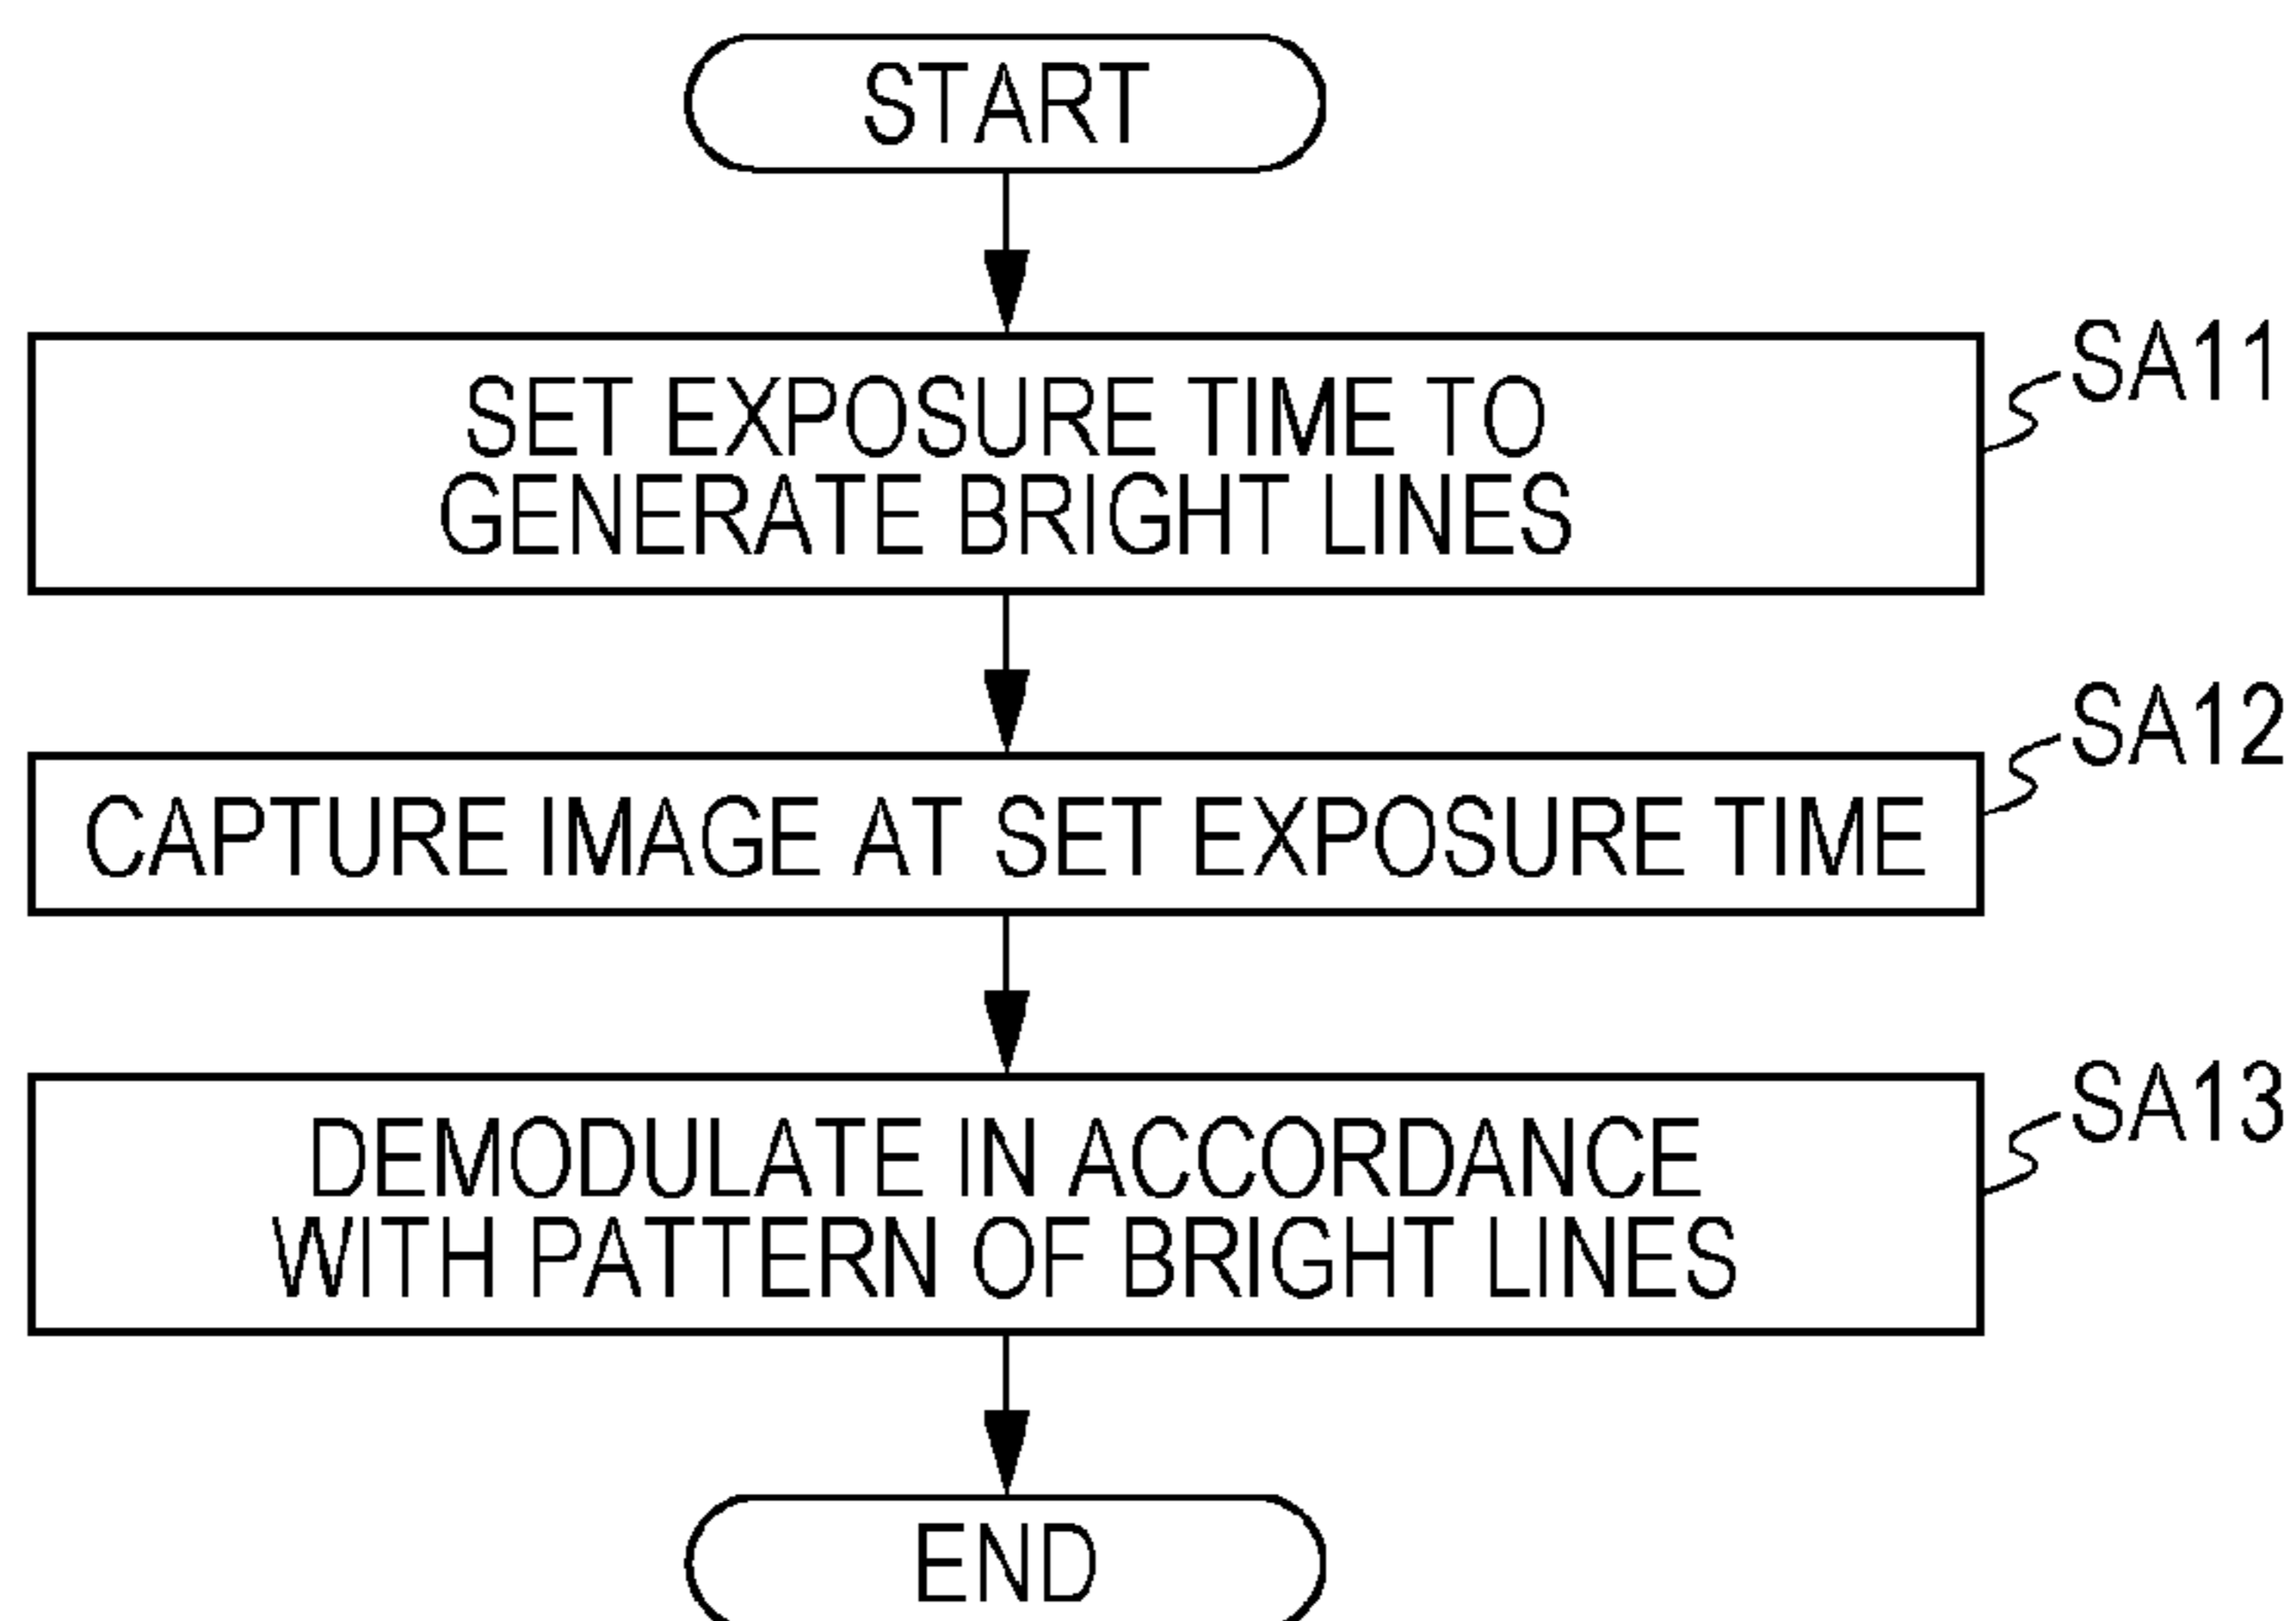 START
SET EXPOSURE TIME TO
GENERATE BRIGHT LINES
SA11
CAPTURE IMAGE AT SET EXPOSURE TIME
SA12
DEMODULATE IN ACCORDANCE
WITH PATTERN OF BRIGHT LINES
SA13
END